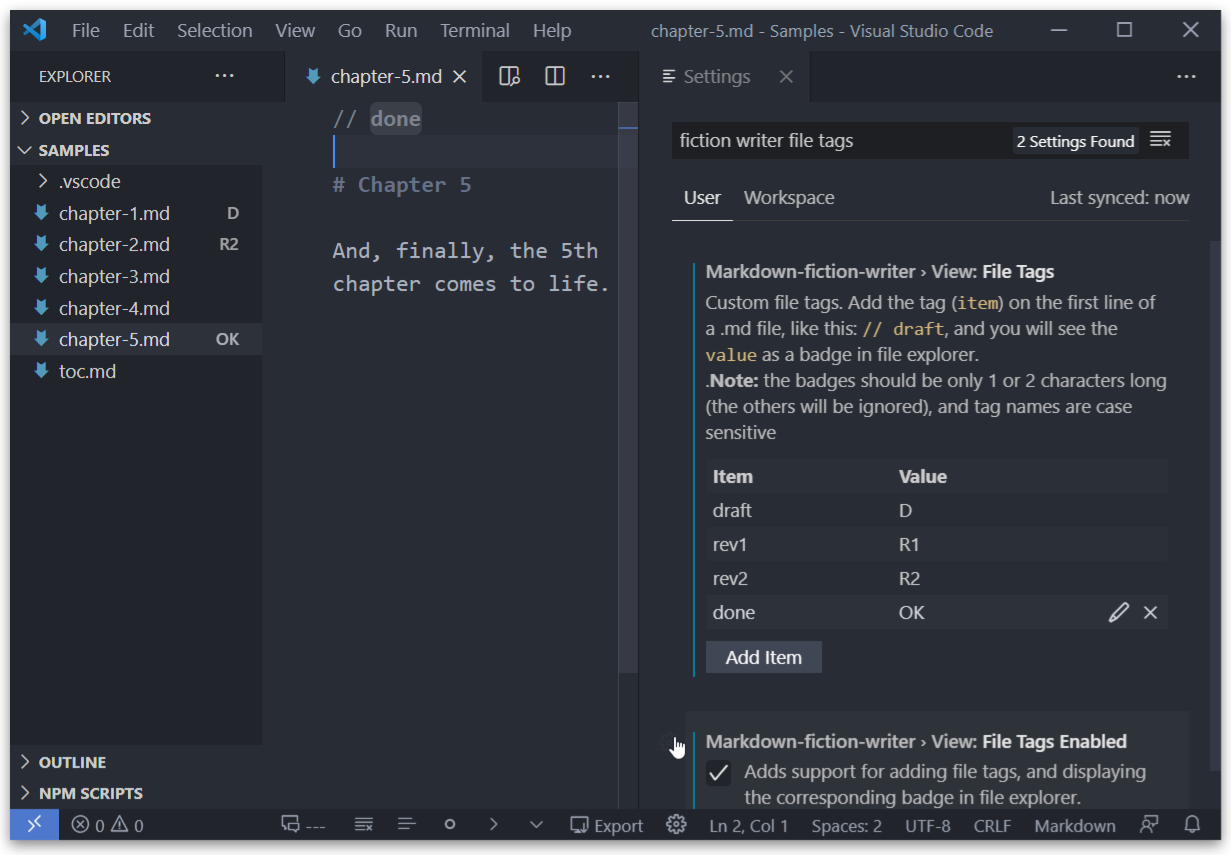 File Edit Selection View Go Run Terminal Help chapter-5.md - Samples - Visual Studio Code
EXPLORER
OPEN EDITORS
SAMPLES
.vscode
chapter-1.md D
chapter-2.md R2
chapter-3.md
chapter-4.md
chapter-5.md OK
toc.md
OUTLINE
NPM SCRIPTS
chapter-5.md
// done
# Chapter 5
And, finally, the 5th
chapter comes to life.
Settings
fiction writer file tags 2 Settings Found
User Workspace Last synced: now
Markdown-fiction-writer › View: File Tags
Custom file tags. Add the tag (item) on the first line of
a .md file, like this: // draft, and you will see the
value as a badge in file explorer.
.Note: the badges should be only 1 or 2 characters long
(the others will be ignored), and tag names are case
sensitive
Item Value
draft D
rev1 R1
rev2 R2
done OK
Add Item
Markdown-fiction-writer › View: File Tags Enabled
Adds support for adding file tags, and displaying
the corresponding badge in file explorer.
0 0 --- Export Ln 2, Col 1 Spaces: 2 UTF-8 CRLF Markdown